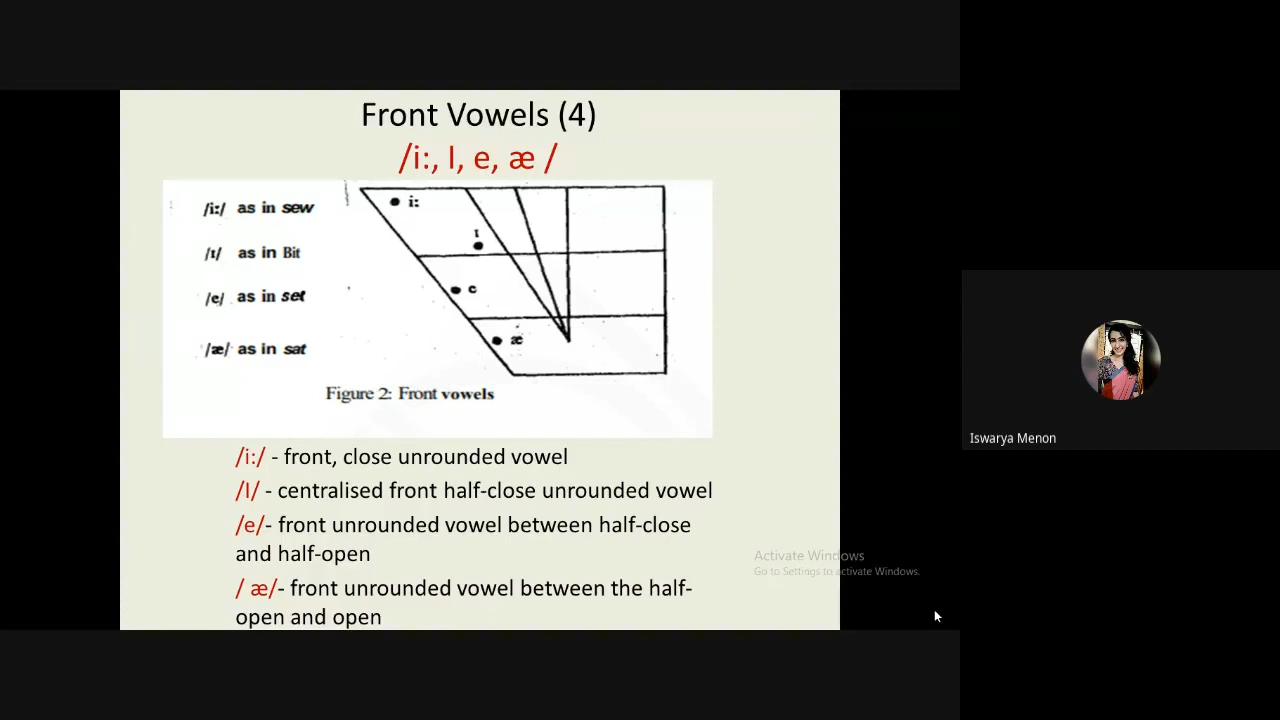 Front Vowels (4)
/i:, I, e, æ /
/i:/ as in sew
/ɪ/ as in Bit
/e/ as in set
/æ/ as in sat
i:
ɪ
e
æ
Figure 2: Front vowels
/i:/ - front, close unrounded vowel
/I/ - centralised front half-close unrounded vowel
/e/- front unrounded vowel between half-close
and half-open
/ æ/- front unrounded vowel between the half-
open and open
Activate Windows
Go to Settings to activate Windows.
Iswarya Menon